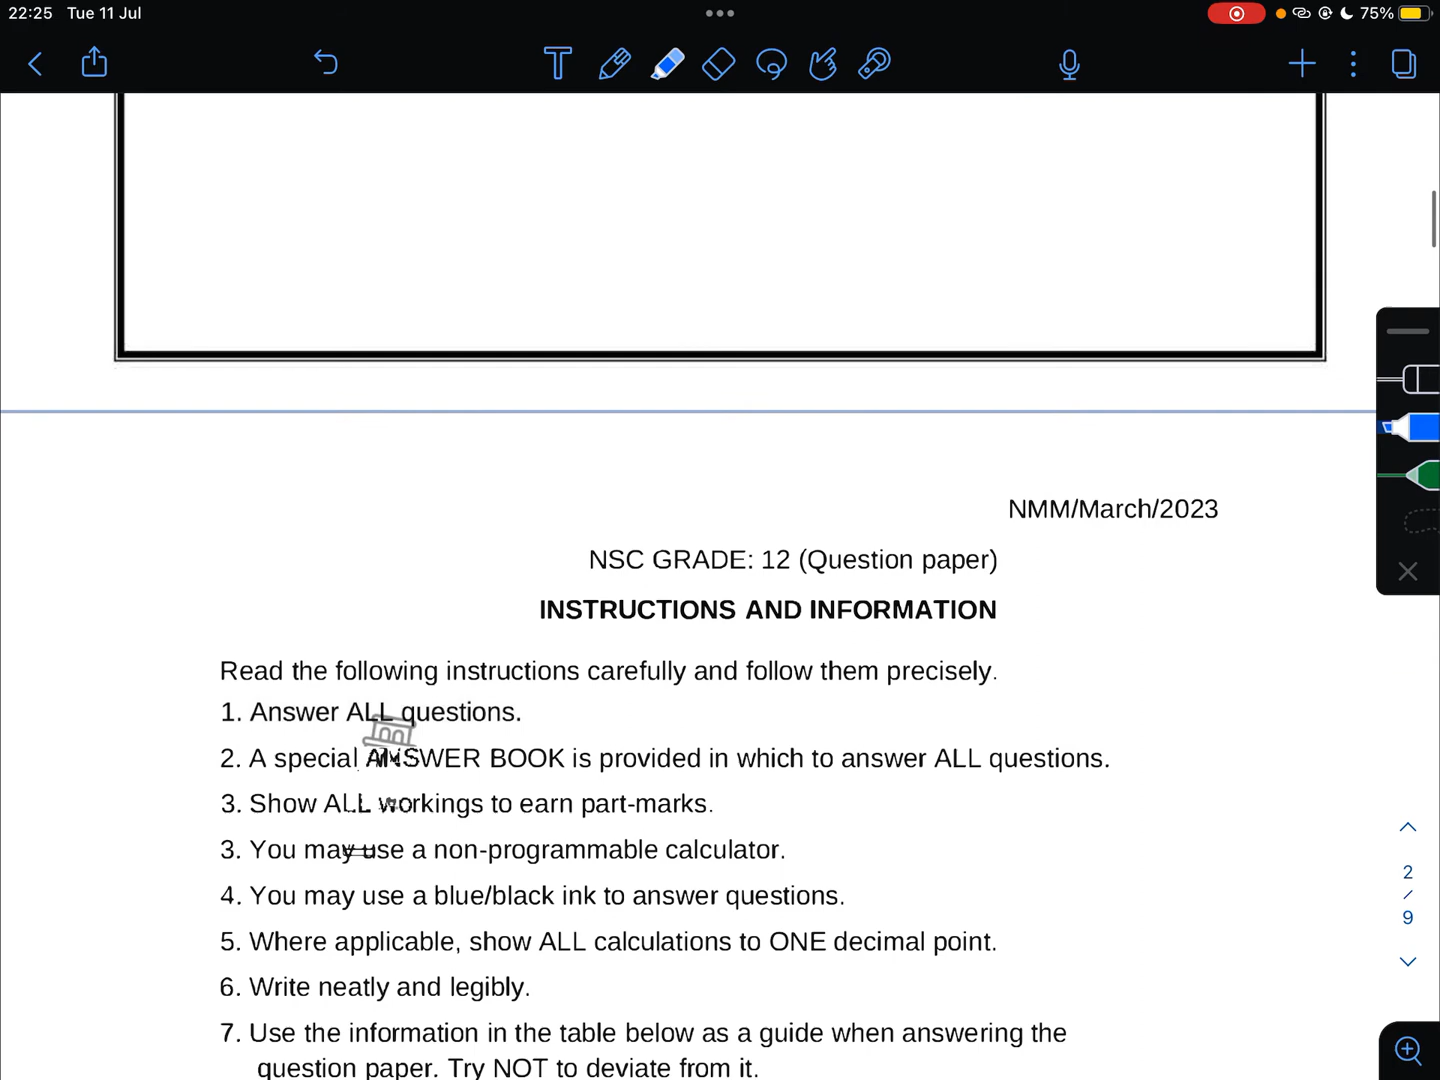 22:25 Tue 11 Jul
75%
NMM/March/2023
NSC GRADE: 12 (Question paper)
INSTRUCTIONS AND INFORMATION
Read the following instructions carefully and follow them precisely.
1. Answer ALL questions.
2. A special ANSWER BOOK is provided in which to answer ALL questions.
3. Show ALL workings to earn part-marks.
3. You may use a non-programmable calculator.
4. You may use a blue/black ink to answer questions.
5. Where applicable, show ALL calculations to ONE decimal point.
6. Write neatly and legibly.
7. Use the information in the table below as a guide when answering the
question paper. Try NOT to deviate from it.
2
/
9